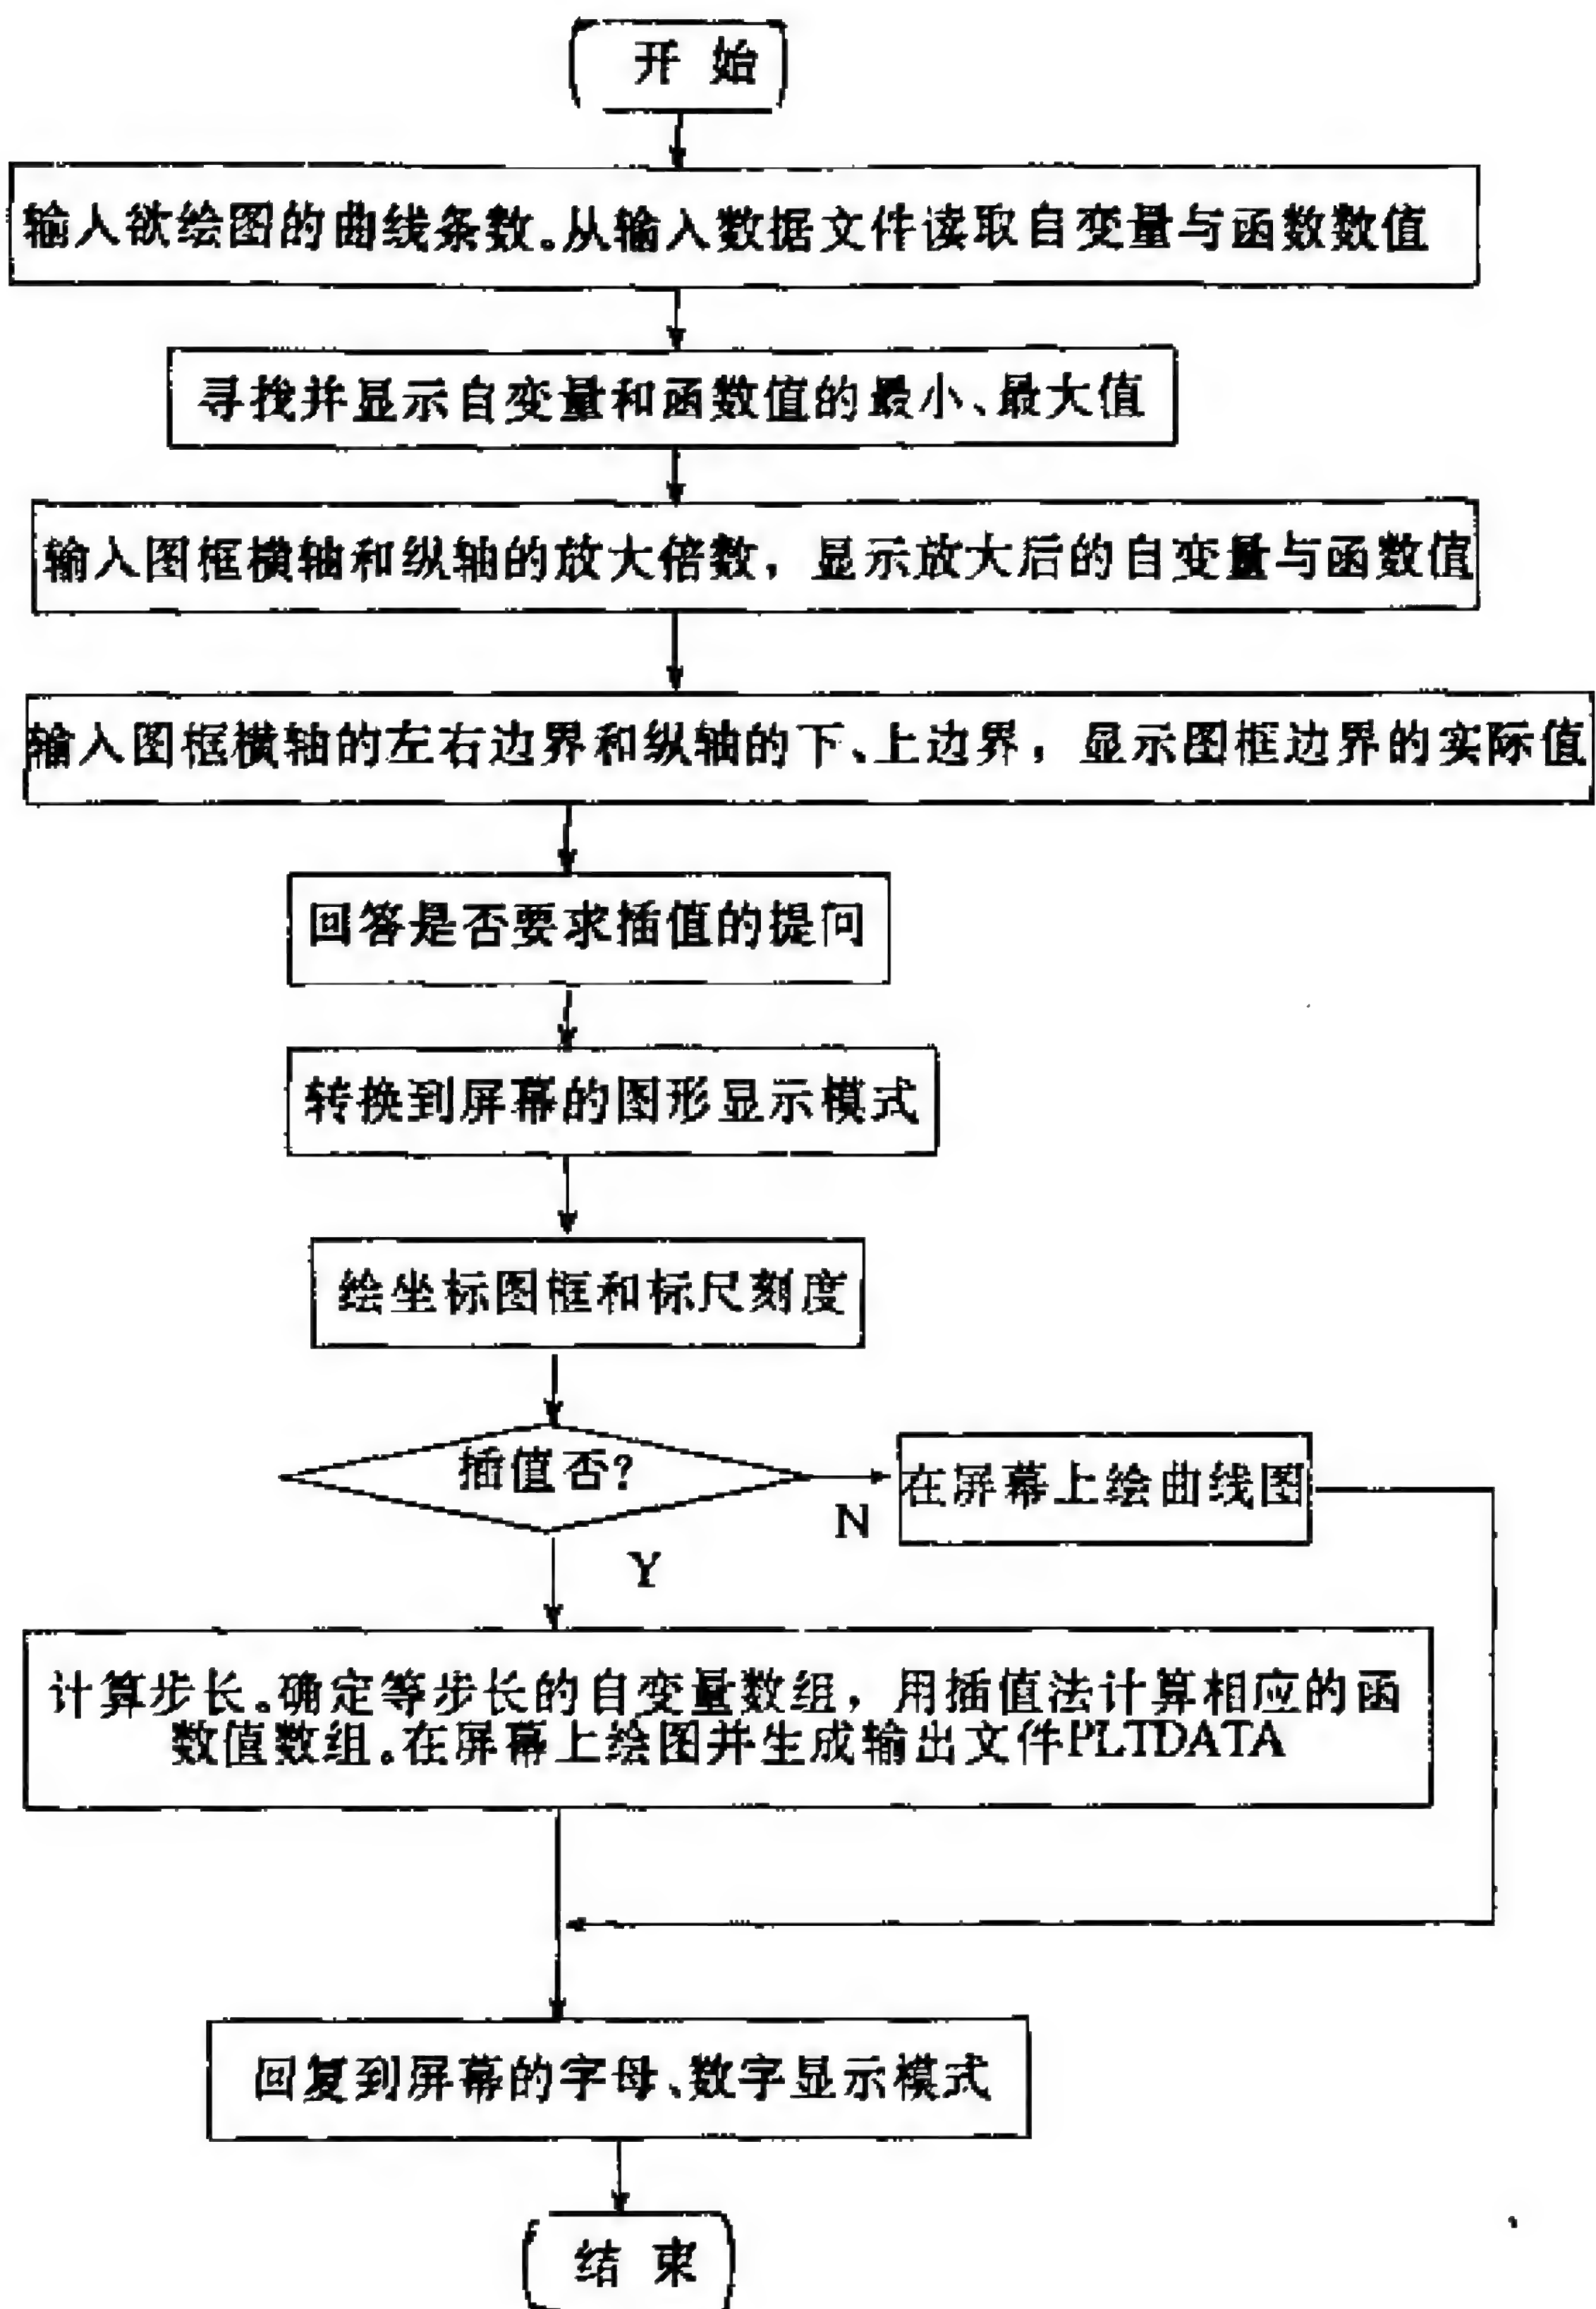 开 始
输入欲绘图的曲线条数。从输入数据文件读取自变量与函数数值
寻找并显示自变量和函数值的最小、最大值
输入图框横轴和纵轴的放大倍数，显示放大后的自变量与函数值
输入图框横轴的左右边界和纵轴的下、上边界，显示图框边界的实际值
回答是否要求插值的提问
转换到屏幕的图形显示模式
绘坐标图框和标尺刻度
插值否?
在屏幕上绘曲线图
N
Y
计算步长。确定等步长的自变量数组，用插值法计算相应的函
数值数组。在屏幕上绘图并生成输出文件PLTDATA
回复到屏幕的字母、数字显示模式
结 束